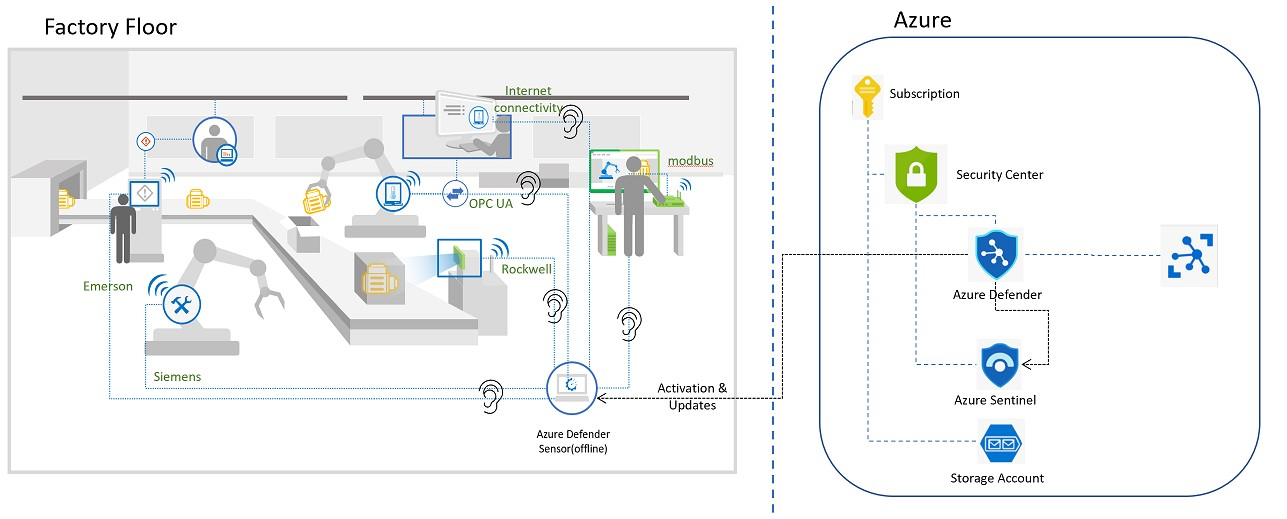 Factory Floor
Azure
Internet
connectivity
modbus
OPC UA
Rockwell
Emerson
Siemens
Azure Defender
Sensor(offline)
Activation &
Updates
Subscription
Security Center
Azure Defender
Azure Sentinel
Storage Account